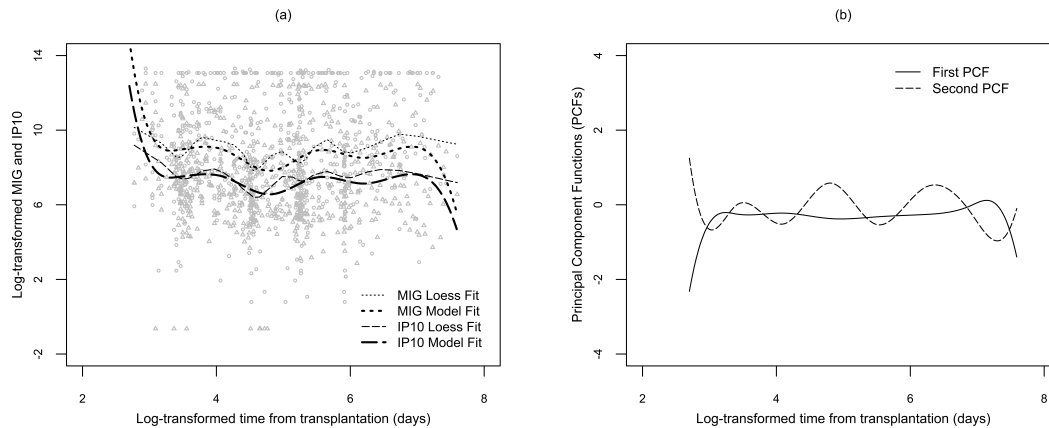 (a)
Log-transformed MIG and IP10
14
10
6
2
-2
MIG Loess Fit
MIG Model Fit
IP10 Loess Fit
IP10 Model Fit
2 4 6 8
Log-transformed time from transplantation (days)
(b)
Principal Component Functions (PCFs)
4
2
0
-2
-4
First PCF
Second PCF
2 4 6 8
Log-transformed time from transplantation (days)